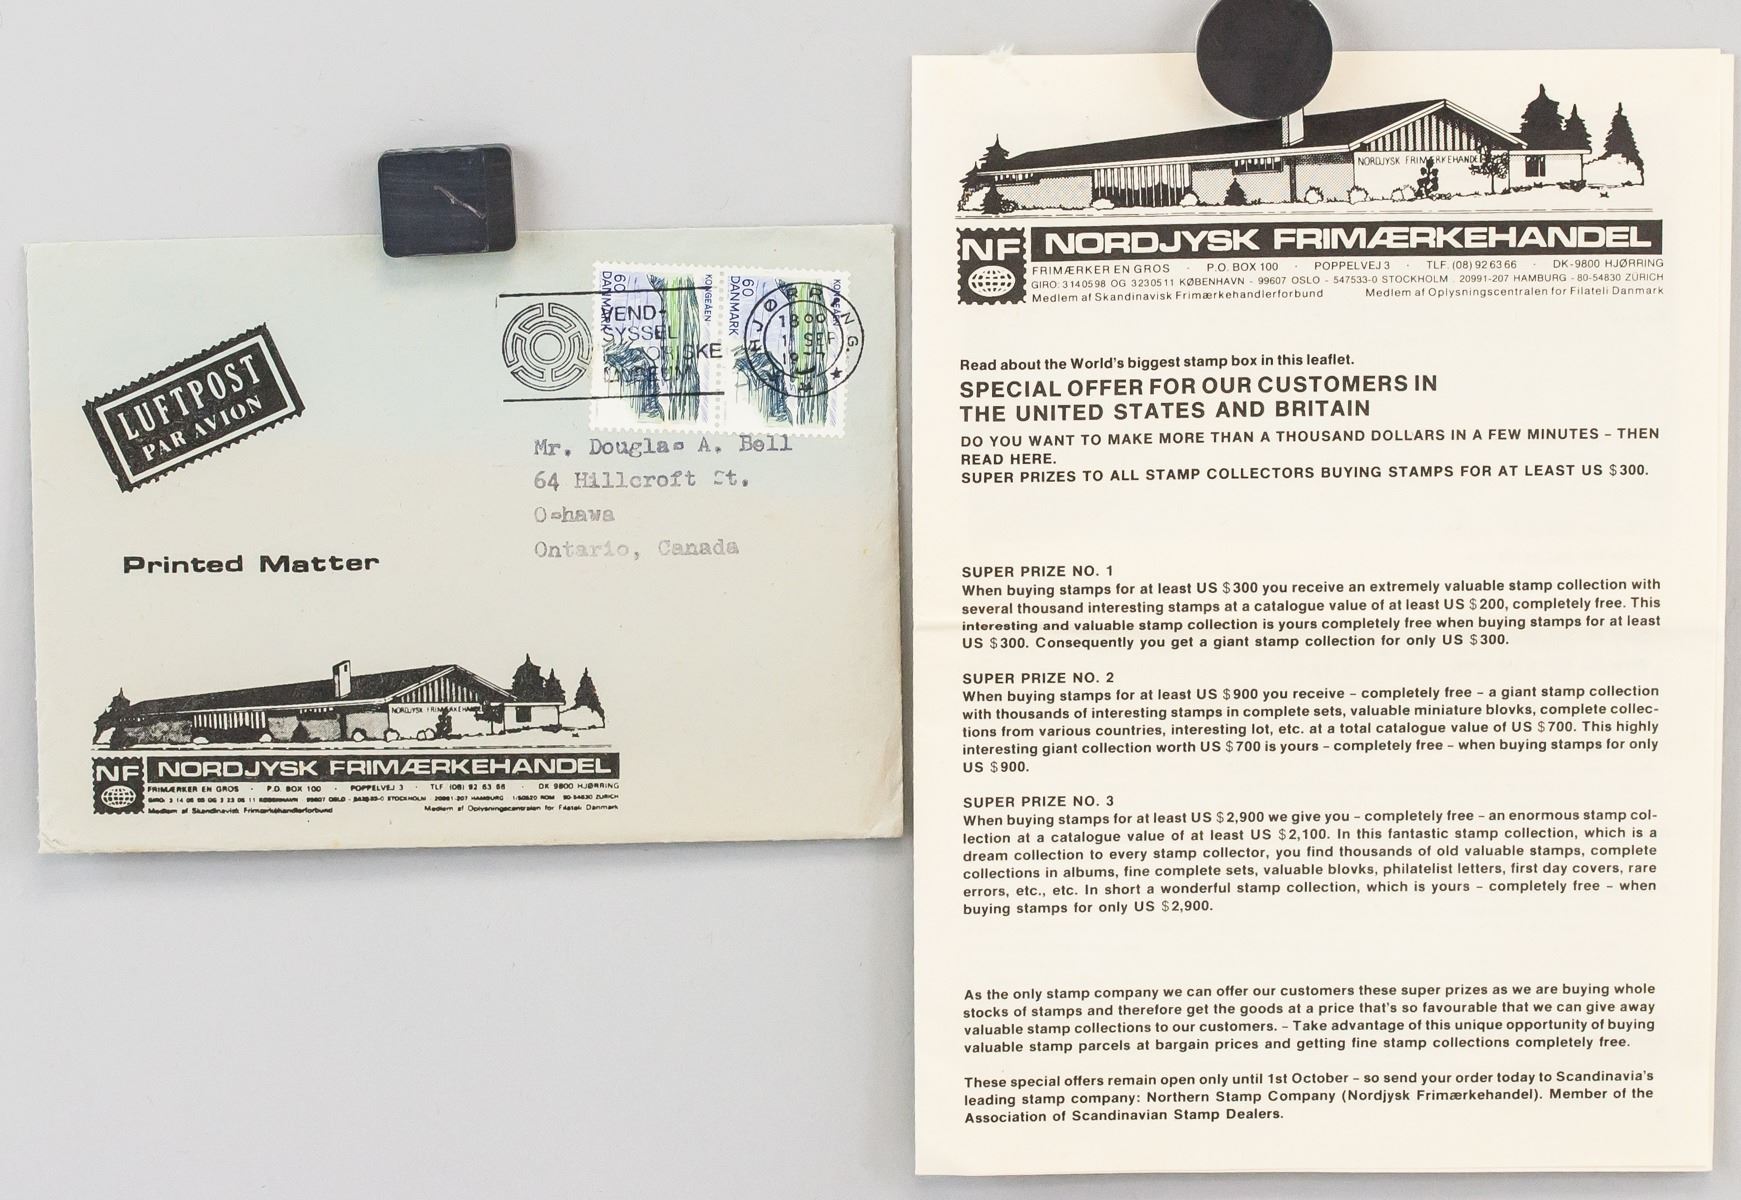 LUFTPOST
PAR AVION
60
DANMARK
KONGEÅEN
60
DANMARK
KONGEÅEN
VEND-
SYSSEL
HJØRRING
18 00
SEP
Mr. Douglas A. Bell
64 Hillcroft St.
Oshawa
Ontario, Canada
Printed Matter
NORDJYSK FRIMÆRKEHANDEL
NF NORDJYSK FRIMÆRKEHANDEL
FRIMÆRKER EN GROS · P.O. BOX 100 · POPPELVEJ 3 · TLF (08) 92 63 66 · DK 9800 HJØRRING
Medlem af Skandinavisk Frimærkehandlerforbund Medlem af Oplysningscentralen for Filateli Danmark
NORDJYSK FRIMÆRKEHANDEL
NF NORDJYSK FRIMÆRKEHANDEL
FRIMÆRKER EN GROS · P.O. BOX 100 · POPPELVEJ 3 · TLF. (08) 92 63 66 · DK-9800 HJØRRING
GIRO: 3140598 OG 3230511 KØBENHAVN - 99607 OSLO - 547533-0 STOCKHOLM . 20991-207 HAMBURG - 80-54830 ZÜRICH
Medlem af Skandinavisk Frimærkehandlerforbund Medlem af Oplysningscentralen for Filateli Danmark
Read about the World's biggest stamp box in this leaflet.
SPECIAL OFFER FOR OUR CUSTOMERS IN
THE UNITED STATES AND BRITAIN
DO YOU WANT TO MAKE MORE THAN A THOUSAND DOLLARS IN A FEW MINUTES – THEN
READ HERE.
SUPER PRIZES TO ALL STAMP COLLECTORS BUYING STAMPS FOR AT LEAST US $300.
SUPER PRIZE NO. 1
When buying stamps for at least US $300 you receive an extremely valuable stamp collection with
several thousand interesting stamps at a catalogue value of at least US $200, completely free. This
interesting and valuable stamp collection is yours completely free when buying stamps for at least
US $300. Consequently you get a giant stamp collection for only US $300.
SUPER PRIZE NO. 2
When buying stamps for at least US $900 you receive – completely free – a giant stamp collection
with thousands of interesting stamps in complete sets, valuable miniature blovks, complete collec-
tions from various countries, interesting lot, etc. at a total catalogue value of US $700. This highly
interesting giant collection worth US $700 is yours – completely free – when buying stamps for only
US $900.
SUPER PRIZE NO. 3
When buying stamps for at least US $2,900 we give you – completely free – an enormous stamp col-
lection at a catalogue value of at least US $2,100. In this fantastic stamp collection, which is a
dream collection to every stamp collector, you find thousands of old valuable stamps, complete
collections in albums, fine complete sets, valuable blovks, philatelist letters, first day covers, rare
errors, etc., etc. In short a wonderful stamp collection, which is yours – completely free – when
buying stamps for only US $2,900.
As the only stamp company we can offer our customers these super prizes as we are buying whole
stocks of stamps and therefore get the goods at a price that's so favourable that we can give away
valuable stamp collections to our customers. – Take advantage of this unique opportunity of buying
valuable stamp parcels at bargain prices and getting fine stamp collections completely free.
These special offers remain open only until 1st October – so send your order today to Scandinavia's
leading stamp company: Northern Stamp Company (Nordjysk Frimærkehandel). Member of the
Association of Scandinavian Stamp Dealers.